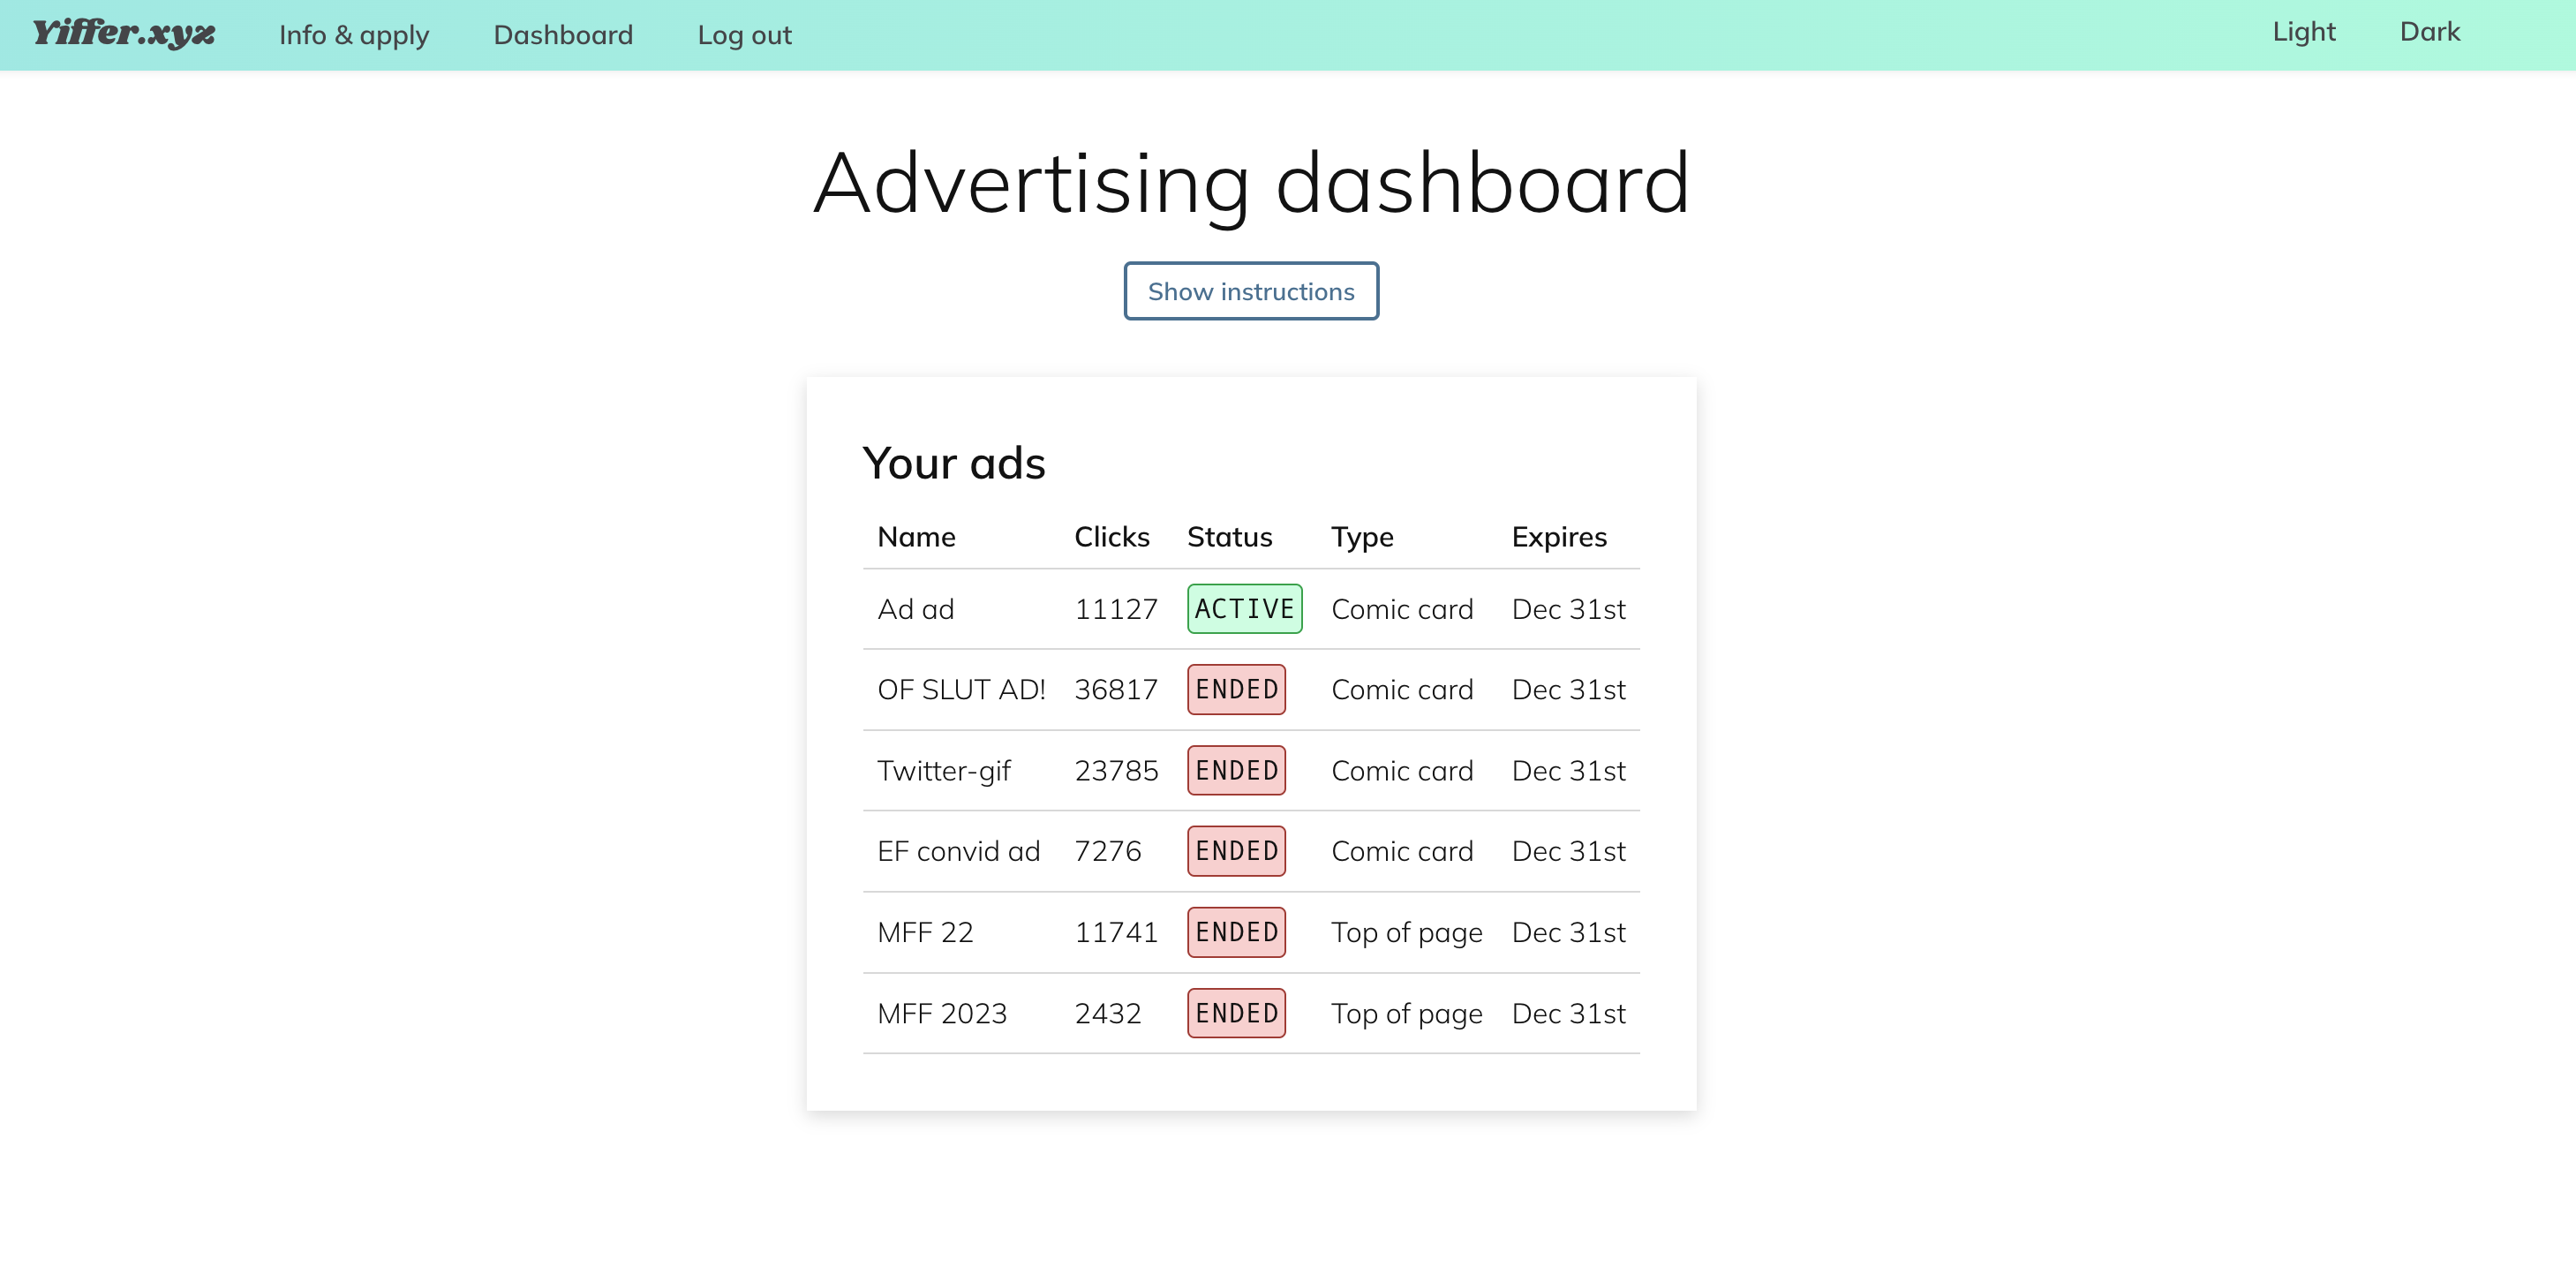 Yiffer.xyz Info & apply Dashboard Log out Light Dark
Advertising dashboard
Show instructions
Your ads
Name Clicks Status Type Expires
Ad ad 11127 ACTIVE Comic card Dec 31st
OF SLUT AD! 36817 ENDED Comic card Dec 31st
Twitter-gif 23785 ENDED Comic card Dec 31st
EF convid ad 7276 ENDED Comic card Dec 31st
MFF 22 11741 ENDED Top of page Dec 31st
MFF 2023 2432 ENDED Top of page Dec 31st